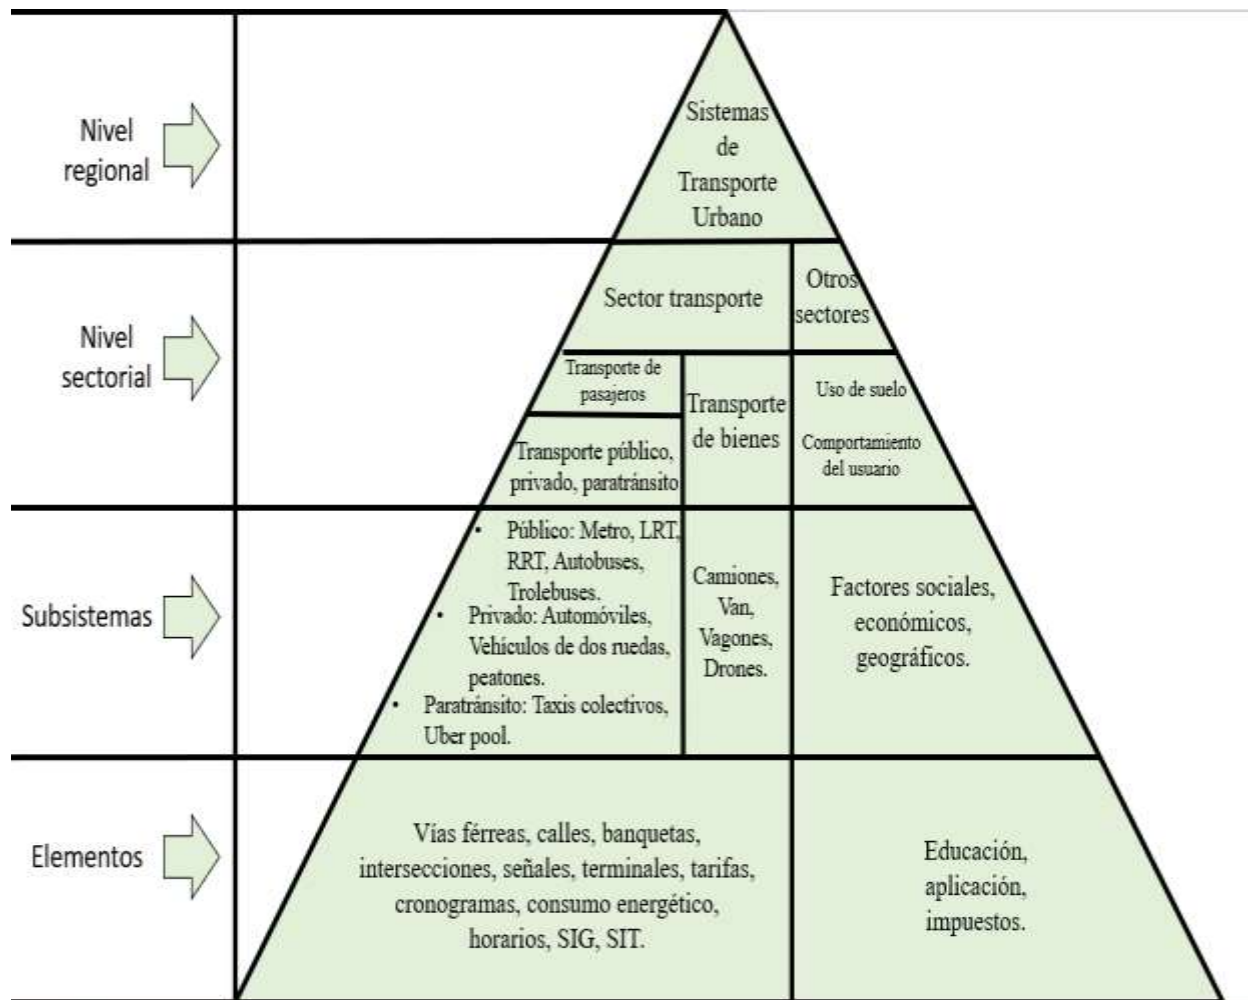 Nivel
regional
Sistemas
de
Transporte
Urbano
Nivel
sectorial
Sector transporte
Otros
sectores
Transporte de
pasajeros
Transporte
de bienes
Uso de suelo
Comportamiento
del usuario
Transporte público,
privado, paratránsito
Subsistemas
• Público: Metro, LRT,
RRT, Autobuses,
Trolebuses.
• Privado: Automóviles,
Vehículos de dos ruedas,
peatones.
• Paratránsito: Taxis colectivos,
Uber pool.
Camiones,
Van,
Vagones,
Drones.
Factores sociales,
económicos,
geográficos.
Elementos
Vías férreas, calles, banquetas,
intersecciones, señales, terminales, tarifas,
cronogramas, consumo energético,
horarios, SIG, SIT.
Educación,
aplicación,
impuestos.